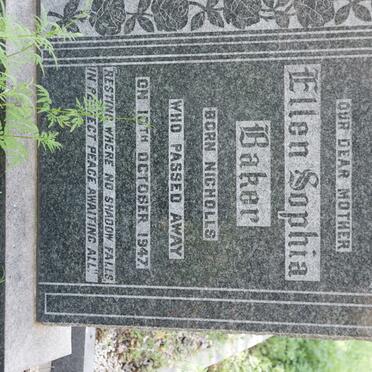 OUR DEAR MOTHER
Ellen Sophia
Baker
BORN NICHOLLS
WHO PASSED AWAY
ON 10TH OCTOBER 1947
RESTING WHERE NO SHADOW FALLS,
IN PERFECT PEACE AWAITING ALL."